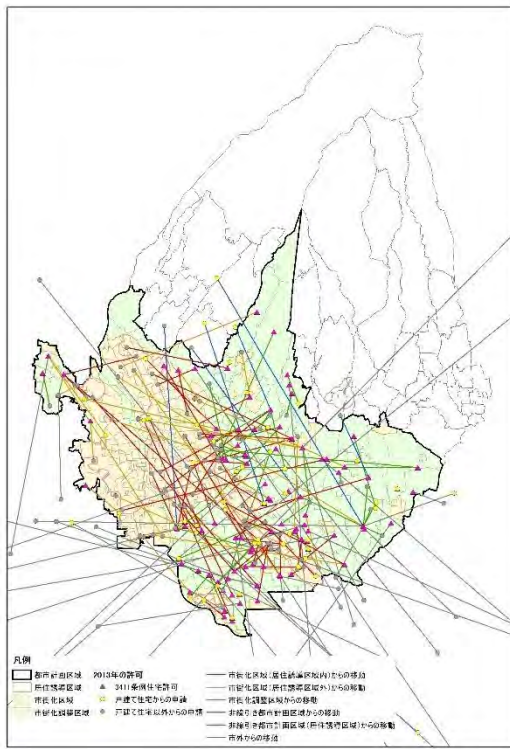 凡例
都市計画区域
居住誘導区域
市街化区域
市街化調整区域
2013年の許可
3411条例住宅許可
戸建て住宅からの申請
戸建て住宅以外からの申請
市街化区域(居住誘導区域内)からの移動
市街化区域(居住誘導区域外)からの移動
市街化調整区域からの移動
非線引き都市計画区域からの移動
非線引き都市計画区域(居住誘導区域)からの移動
市外からの移動